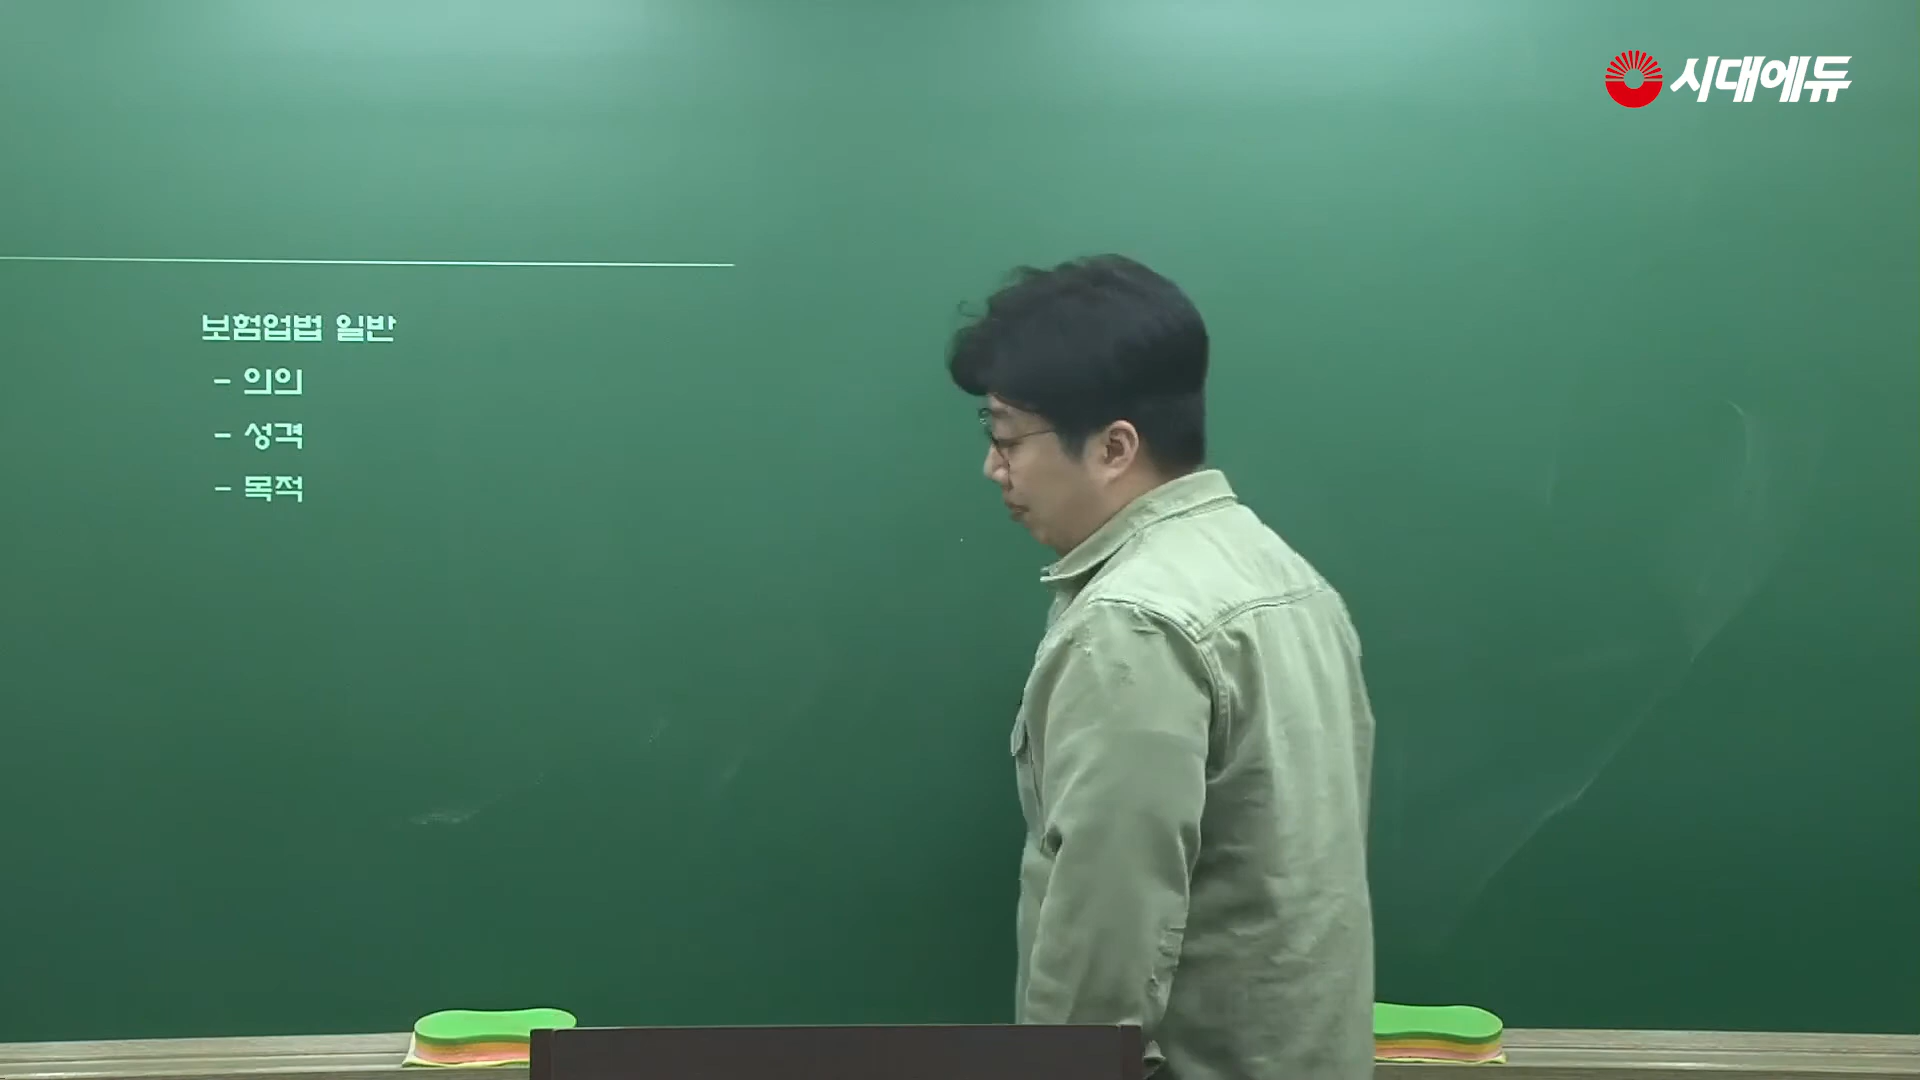 시대에듀
보험업법 일반
- 의의
- 성격
- 목적